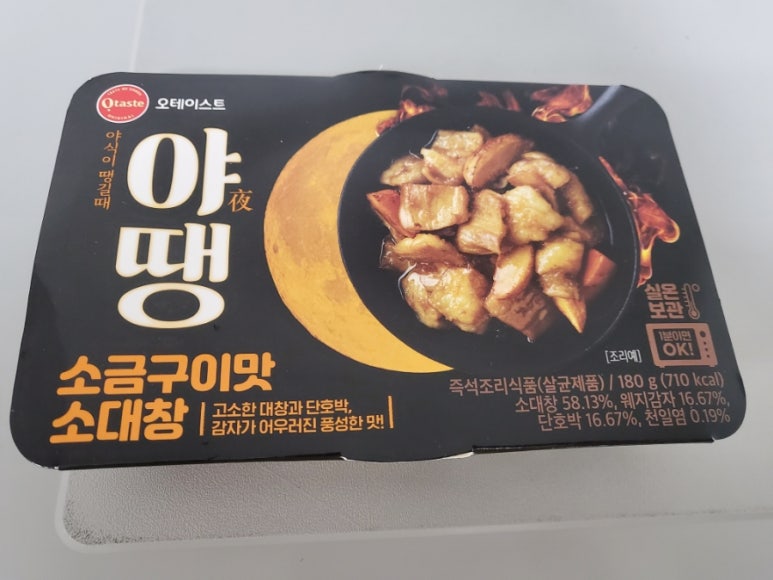 Otaste
오테이스트
야식이 땡길때
야
夜
땡
소금구이맛
소대창
고소한 대창과 단호박,
감자가 어우러진 풍성한 맛!
실온
보관
1분이면
OK!
[조리예]
즉석조리식품(살균제품) / 180 g (710 kcal)
소대창 58.13%, 웨지감자 16.67%,
단호박 16.67%, 천일염 0.19%